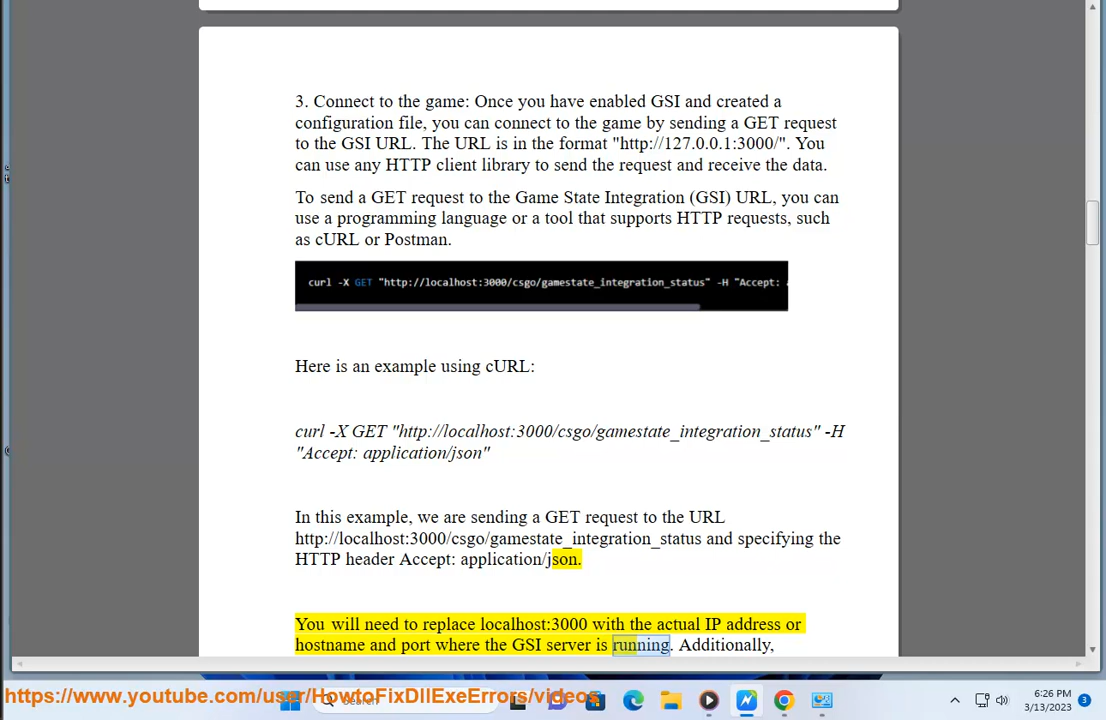 3. Connect to the game: Once you have enabled GSI and created a
configuration file, you can connect to the game by sending a GET request
to the GSI URL. The URL is in the format "http://127.0.0.1:3000/". You
can use any HTTP client library to send the request and receive the data.
To send a GET request to the Game State Integration (GSI) URL, you can
use a programming language or a tool that supports HTTP requests, such
as cURL or Postman.
curl -X GET "http://localhost:3000/csgo/gamestate_integration_status" -H "Accept:
Here is an example using cURL:
curl -X GET "http://localhost:3000/csgo/gamestate_integration_status" -H
"Accept: application/json"
In this example, we are sending a GET request to the URL
http://localhost:3000/csgo/gamestate_integration_status and specifying the
HTTP header Accept: application/json.
You will need to replace localhost:3000 with the actual IP address or
hostname and port where the GSI server is running. Additionally,
https://www.youtube.com/user/HowtoFixDllExeErrors/videos
Search
6:26 PM
3/13/2023
3